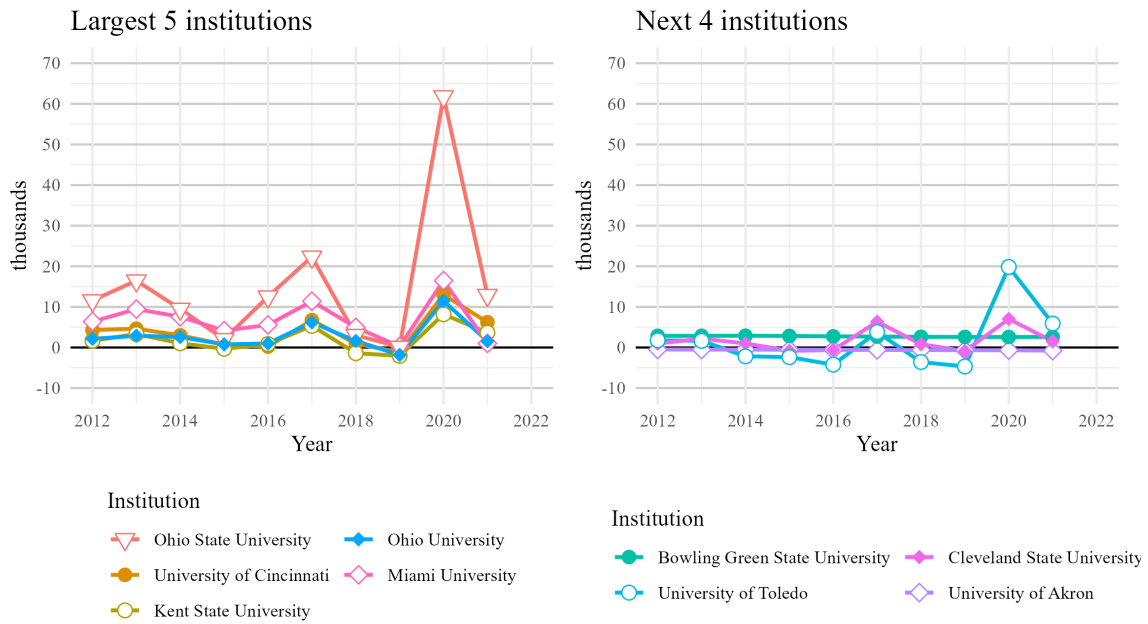 Largest 5 institutions
70
60
50
40
30
20
10
0
-10
thousands
2012 2014 2016 2018 2020 2022
Year
Institution
Ohio State University Ohio University
University of Cincinnati Miami University
Kent State University
Next 4 institutions
70
60
50
40
30
20
10
0
-10
thousands
2012 2014 2016 2018 2020 2022
Year
Institution
Bowling Green State University Cleveland State University
University of Toledo University of Akron